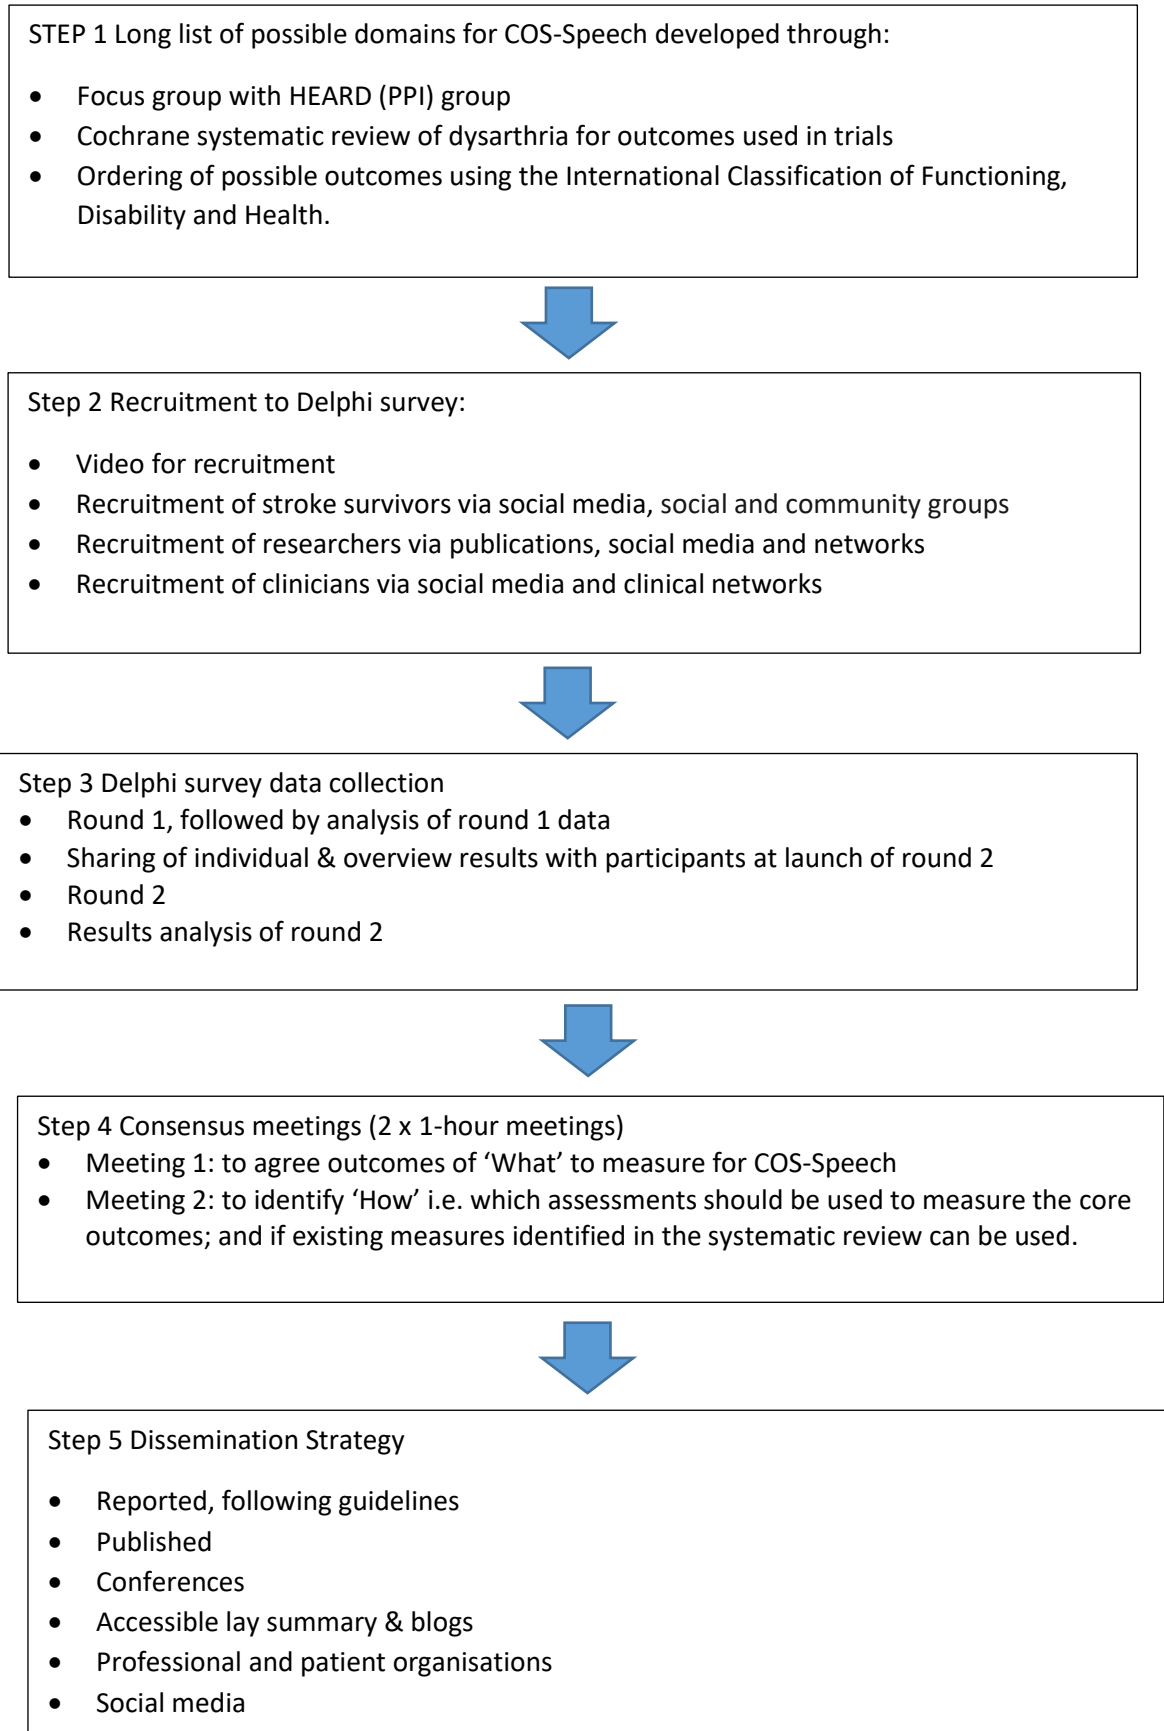 STEP 1 Long list of possible domains for COS-Speech developed through:
• Focus group with HEARD (PPI) group
• Cochrane systematic review of dysarthria for outcomes used in trials
• Ordering of possible outcomes using the International Classification of Functioning,
Disability and Health.
Step 2 Recruitment to Delphi survey:
• Video for recruitment
• Recruitment of stroke survivors via social media, social and community groups
• Recruitment of researchers via publications, social media and networks
• Recruitment of clinicians via social media and clinical networks
Step 3 Delphi survey data collection
• Round 1, followed by analysis of round 1 data
• Sharing of individual & overview results with participants at launch of round 2
• Round 2
• Results analysis of round 2
Step 4 Consensus meetings (2 x 1-hour meetings)
• Meeting 1: to agree outcomes of ‘What’ to measure for COS-Speech
• Meeting 2: to identify ‘How’ i.e. which assessments should be used to measure the core
outcomes; and if existing measures identified in the systematic review can be used.
Step 5 Dissemination Strategy
• Reported, following guidelines
• Published
• Conferences
• Accessible lay summary & blogs
• Professional and patient organisations
• Social media